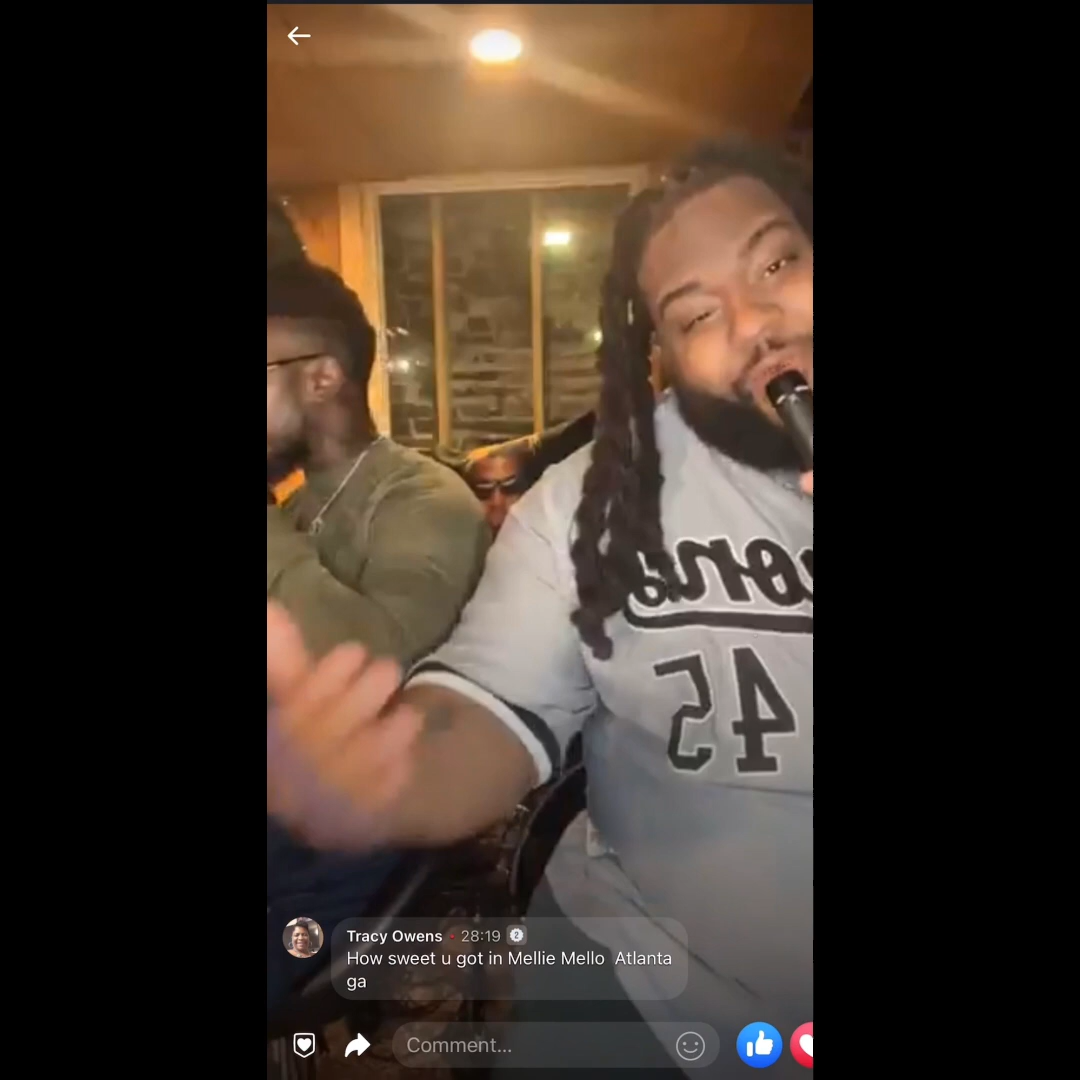 45
Tracy Owens • 28:19
How sweet u got in Mellie Mello Atlanta
ga
Comment...